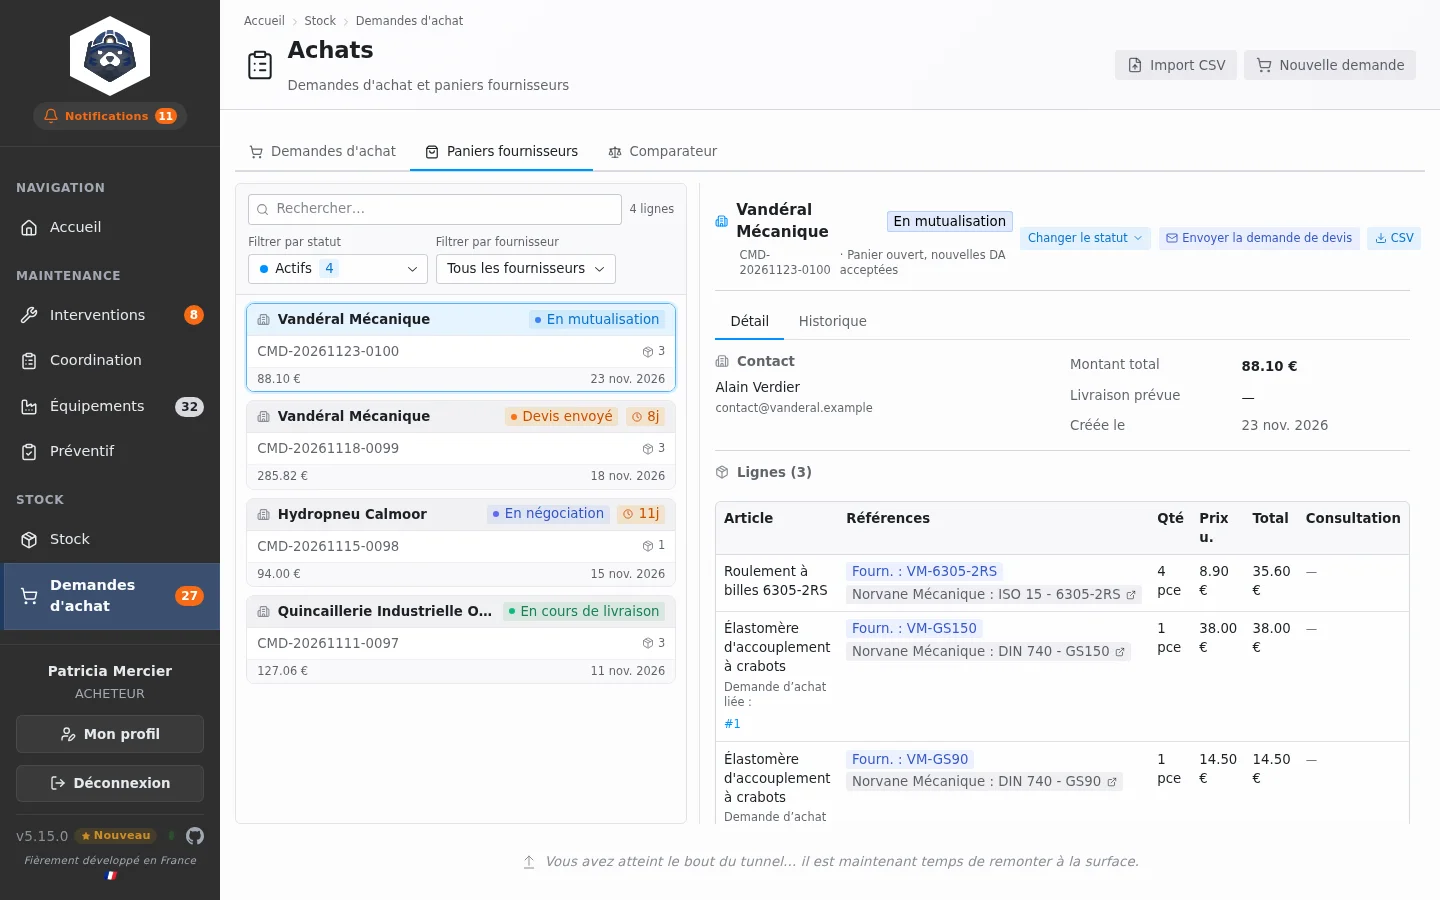 Notifications 11
NAVIGATION
Accueil
MAINTENANCE
Interventions 8
Coordination
Équipements 32
Préventif
STOCK
Stock
Demandes
d'achat 27
Patricia Mercier
ACHETEUR
Mon profil
Déconnexion
v5.15.0 Nouveau
Fièrement développé en France
Accueil > Stock > Demandes d'achat
Achats
Demandes d'achat et paniers fournisseurs
Import CSV
Nouvelle demande
Demandes d'achat
Paniers fournisseurs
Comparateur
Rechercher...
4 lignes
Filtrer par statut
Filtrer par fournisseur
Actifs 4
Tous les fournisseurs
Vandéral Mécanique
En mutualisation
CMD-20261123-0100
3
88.10 €
23 nov. 2026
Vandéral Mécanique
Devis envoyé
8j
CMD-20261118-0099
3
285.82 €
18 nov. 2026
Hydropneu Calmoor
En négociation
11j
CMD-20261115-0098
1
94.00 €
15 nov. 2026
Quincaillerie Industrielle O...
En cours de livraison
CMD-20261111-0097
3
127.06 €
11 nov. 2026
Vandéral
Mécanique
En mutualisation
CMD-
20261123-0100
· Panier ouvert, nouvelles DA
acceptées
Changer le statut
Envoyer la demande de devis
CSV
Détail
Historique
Contact
Alain Verdier
contact@vanderal.example
Montant total 88.10 €
Livraison prévue —
Créée le 23 nov. 2026
Lignes (3)
Article
Références
Qté
Prix
u.
Total
Consultation
Roulement à
billes 6305-2RS
Fourn. : VM-6305-2RS
Norvane Mécanique : ISO 15 - 6305-2RS
4
pce
8.90
€
35.60
€
—
Élastomère
d'accouplement
à crabots
Demande d’achat
liée :
#1
Fourn. : VM-GS150
Norvane Mécanique : DIN 740 - GS150
1
pce
38.00
€
38.00
€
—
Élastomère
d'accouplement
à crabots
Demande d’achat
Fourn. : VM-GS90
Norvane Mécanique : DIN 740 - GS90
1
pce
14.50
€
14.50
€
—
Vous avez atteint le bout du tunnel... il est maintenant temps de remonter à la surface.